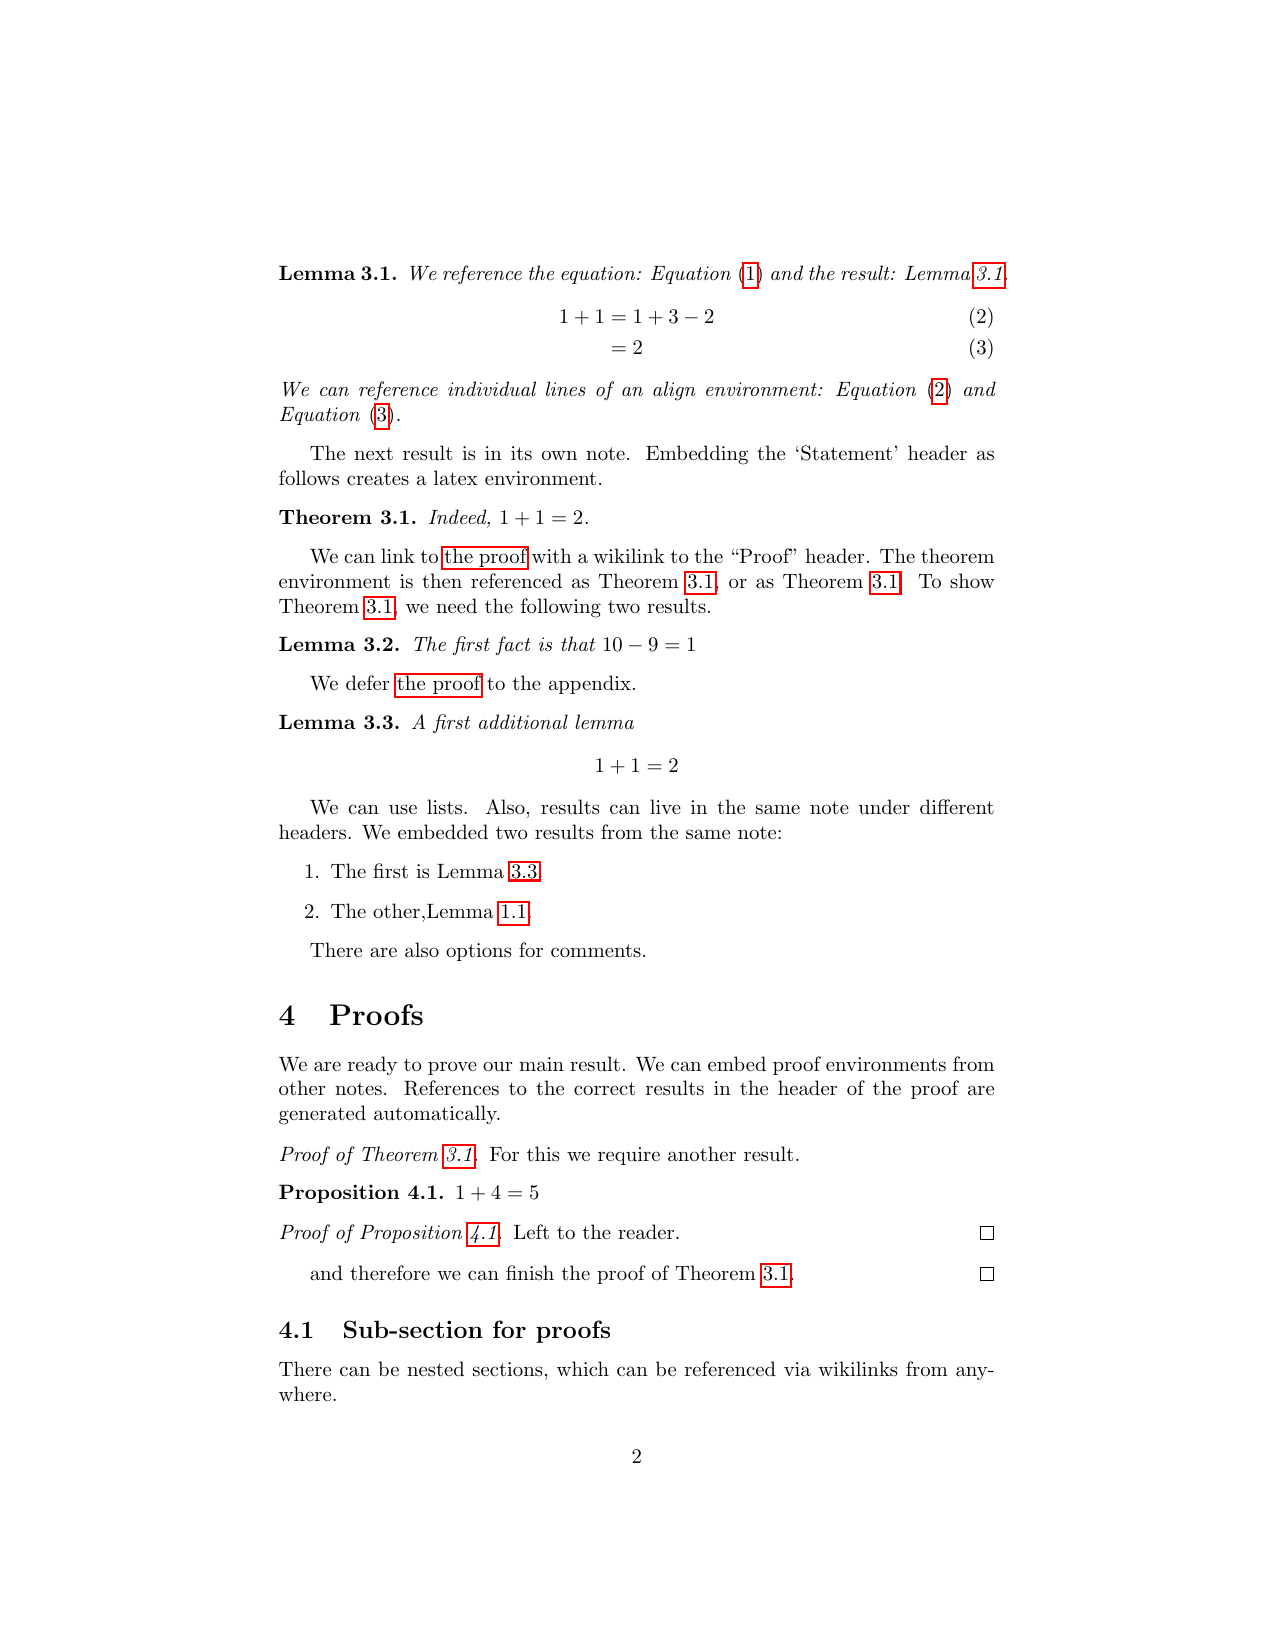 Lemma 3.1. We reference the equation: Equation (1) and the result: Lemma 3.1.
1 + 1 = 1 + 3 − 2 (2)
= 2 (3)
We can reference individual lines of an align environment: Equation (2) and
Equation (3).
The next result is in its own note. Embedding the ‘Statement’ header as
follows creates a latex environment.
Theorem 3.1. Indeed, 1 + 1 = 2.
We can link to the proof with a wikilink to the “Proof” header. The theorem
environment is then referenced as Theorem 3.1, or as Theorem 3.1. To show
Theorem 3.1, we need the following two results.
Lemma 3.2. The first fact is that 10 − 9 = 1
We defer the proof to the appendix.
Lemma 3.3. A first additional lemma
1 + 1 = 2
We can use lists. Also, results can live in the same note under different
headers. We embedded two results from the same note:
1. The first is Lemma 3.3.
2. The other,Lemma 1.1.
There are also options for comments.
4 Proofs
We are ready to prove our main result. We can embed proof environments from
other notes. References to the correct results in the header of the proof are
generated automatically.
Proof of Theorem 3.1. For this we require another result.
Proposition 4.1. 1 + 4 = 5
Proof of Proposition 4.1. Left to the reader. □
and therefore we can finish the proof of Theorem 3.1. □
4.1 Sub-section for proofs
There can be nested sections, which can be referenced via wikilinks from any-
where.
2